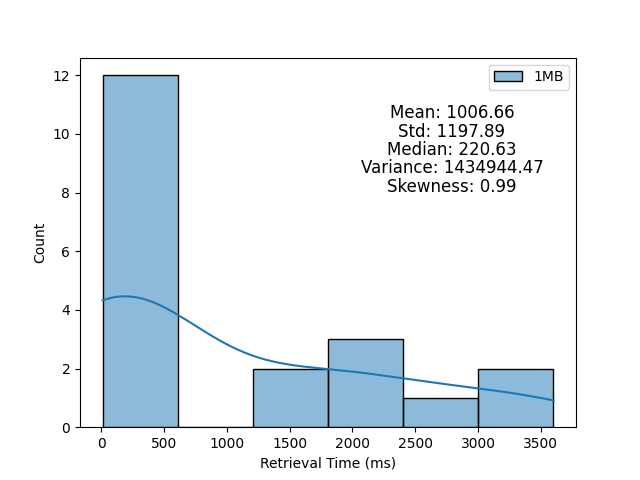 1MB
Mean: 1006.66
Std: 1197.89
Median: 220.63
Variance: 1434944.47
Skewness: 0.99
Count
12
10
8
6
4
2
0
0 500 1000 1500 2000 2500 3000 3500
Retrieval Time (ms)